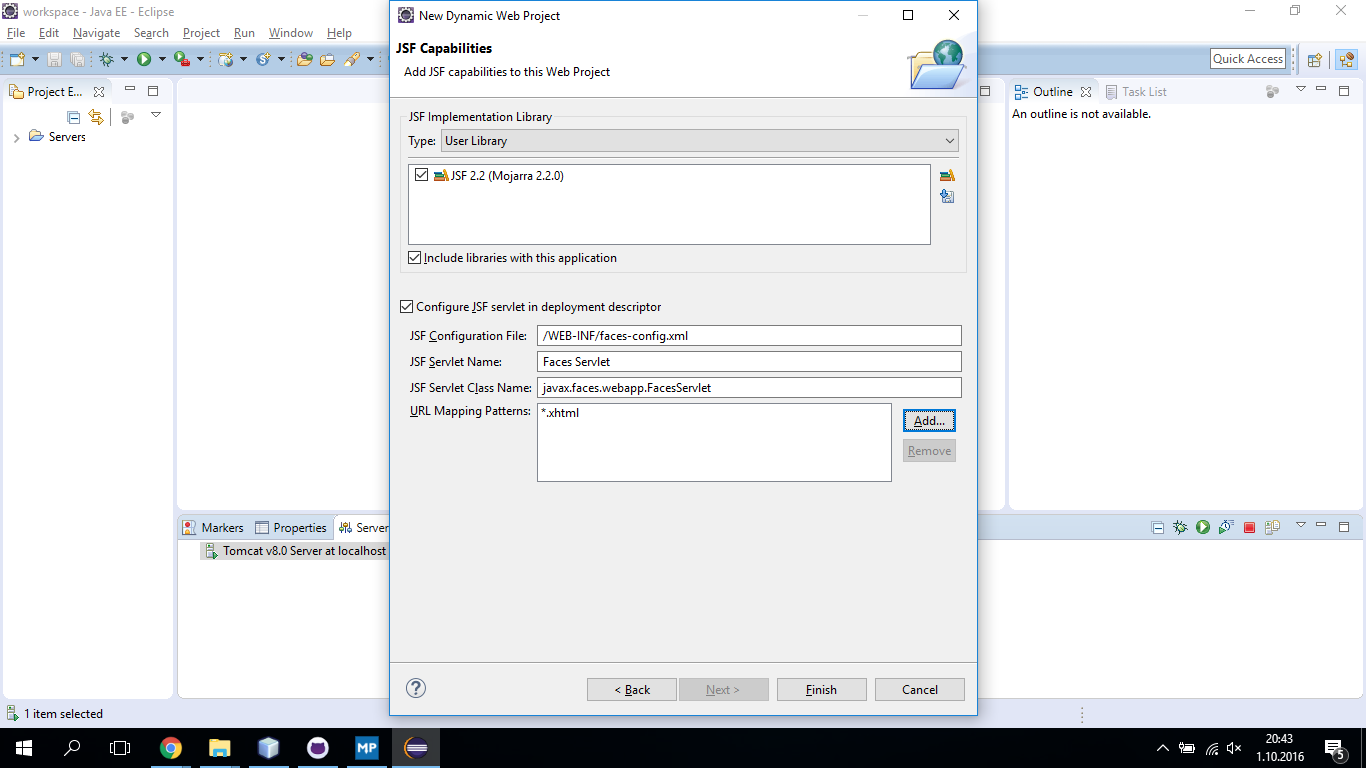 workspace - Java EE - Eclipse
File Edit Navigate Search Project Run Window Help
Quick Access
Project E...
Servers
New Dynamic Web Project
JSF Capabilities
Add JSF capabilities to this Web Project
JSF Implementation Library
Type: User Library
JSF 2.2 (Mojarra 2.2.0)
Include libraries with this application
Configure JSF servlet in deployment descriptor
JSF Configuration File: /WEB-INF/faces-config.xml
JSF Servlet Name: Faces Servlet
JSF Servlet Class Name: javax.faces.webapp.FacesServlet
URL Mapping Patterns: *.xhtml
Add...
Remove
< Back Next > Finish Cancel
Outline Task List
An outline is not available.
Markers Properties Server
Tomcat v8.0 Server at localhost
1 item selected
MP
20:43
1.10.2016
5